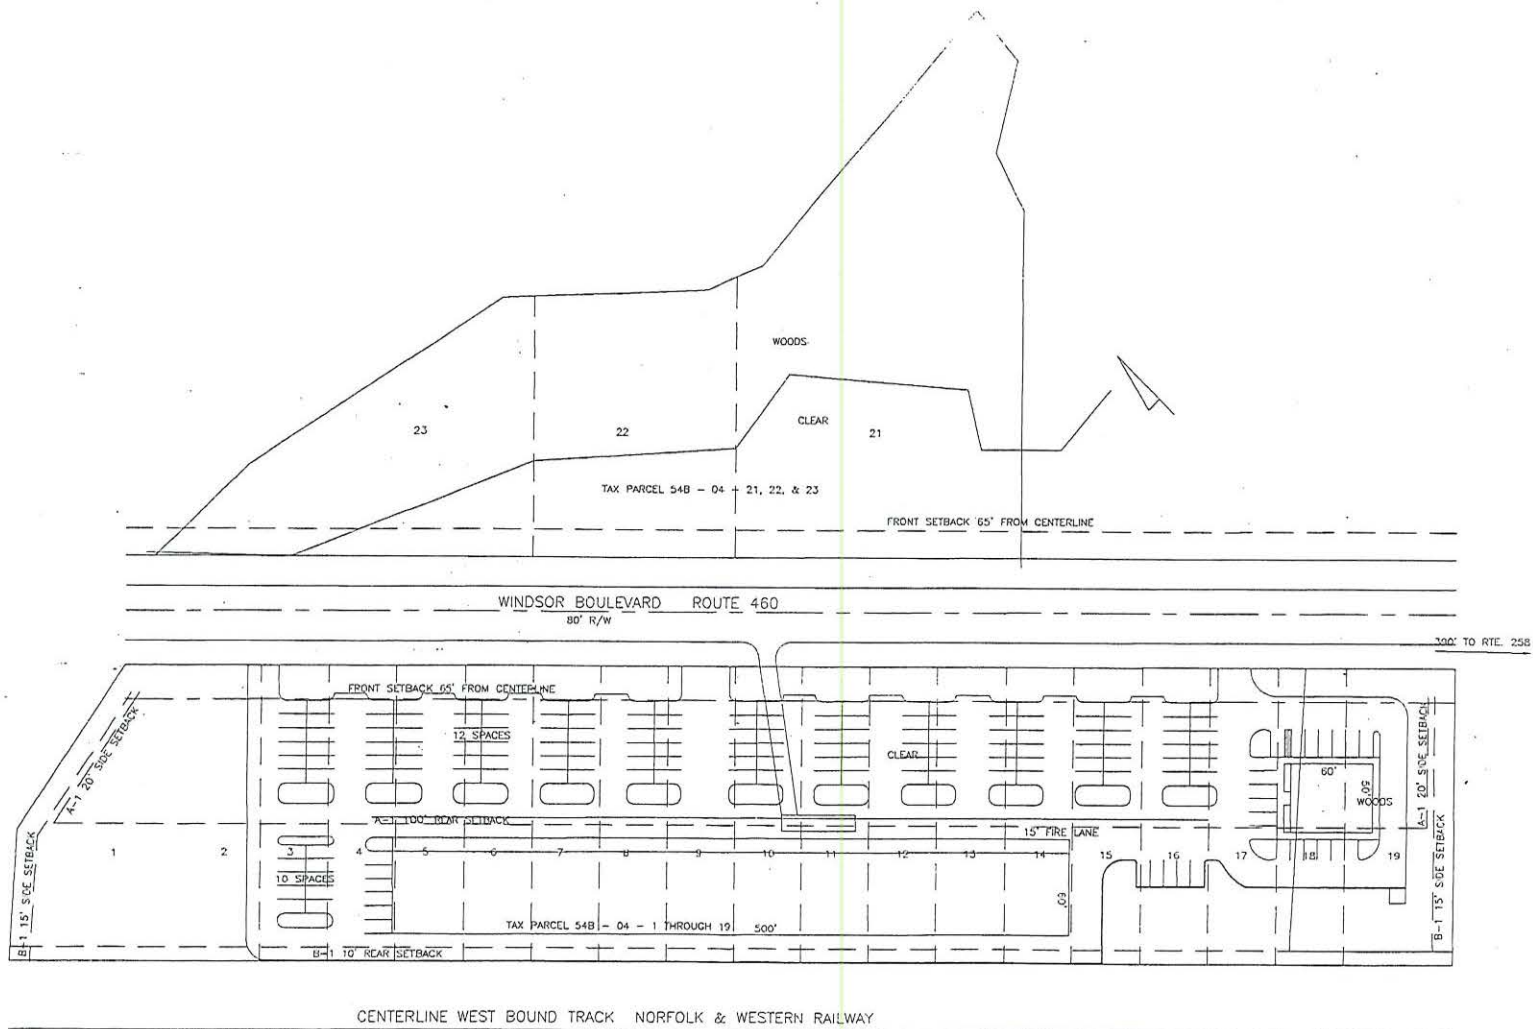 WOODS
CLEAR
23
22
21
TAX PARCEL 54B - 04 - 21, 22, & 23
FRONT SETBACK 65' FROM CENTERLINE
WINDSOR BOULEVARD ROUTE 460
80' R/W
300' TO RTE. 258
FRONT SETBACK 65' FROM CENTERLINE
A-1 20' SIDE SETBACK
12 SPACES
CLEAR
A-1 20' SIDE SETBACK
60'
50'
WOODS
A-1 100' REAR SETBACK
15' FIRE LANE
1 2 3 4 5 6 7 8 9 10 11 12 13 14 15 16 17 18 19
10 SPACES
60'
B-1 15' SIDE SETBACK
B-1 15' SIDE SETBACK
TAX PARCEL 54B - 04 - 1 THROUGH 19
500'
B-1 10' REAR SETBACK
CENTERLINE WEST BOUND TRACK NORFOLK & WESTERN RAILWAY